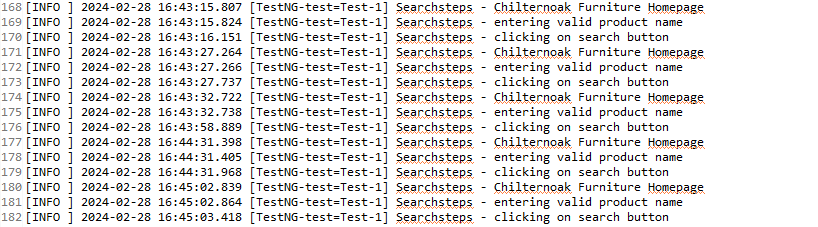 168 [INFO ] 2024-02-28 16:43:15.807 [TestNG-test=Test-1] Searchsteps - Chilternoak Furniture Homepage
169 [INFO ] 2024-02-28 16:43:15.824 [TestNG-test=Test-1] Searchsteps - entering valid product name
170 [INFO ] 2024-02-28 16:43:16.151 [TestNG-test=Test-1] Searchsteps - clicking on search button
171 [INFO ] 2024-02-28 16:43:27.264 [TestNG-test=Test-1] Searchsteps - Chilternoak Furniture Homepage
172 [INFO ] 2024-02-28 16:43:27.266 [TestNG-test=Test-1] Searchsteps - entering valid product name
173 [INFO ] 2024-02-28 16:43:27.737 [TestNG-test=Test-1] Searchsteps - clicking on search button
174 [INFO ] 2024-02-28 16:43:32.722 [TestNG-test=Test-1] Searchsteps - Chilternoak Furniture Homepage
175 [INFO ] 2024-02-28 16:43:32.738 [TestNG-test=Test-1] Searchsteps - entering valid product name
176 [INFO ] 2024-02-28 16:43:58.889 [TestNG-test=Test-1] Searchsteps - clicking on search button
177 [INFO ] 2024-02-28 16:44:31.398 [TestNG-test=Test-1] Searchsteps - Chilternoak Furniture Homepage
178 [INFO ] 2024-02-28 16:44:31.405 [TestNG-test=Test-1] Searchsteps - entering valid product name
179 [INFO ] 2024-02-28 16:44:31.968 [TestNG-test=Test-1] Searchsteps - clicking on search button
180 [INFO ] 2024-02-28 16:45:02.839 [TestNG-test=Test-1] Searchsteps - Chilternoak Furniture Homepage
181 [INFO ] 2024-02-28 16:45:02.864 [TestNG-test=Test-1] Searchsteps - entering valid product name
182 [INFO ] 2024-02-28 16:45:03.418 [TestNG-test=Test-1] Searchsteps - clicking on search button